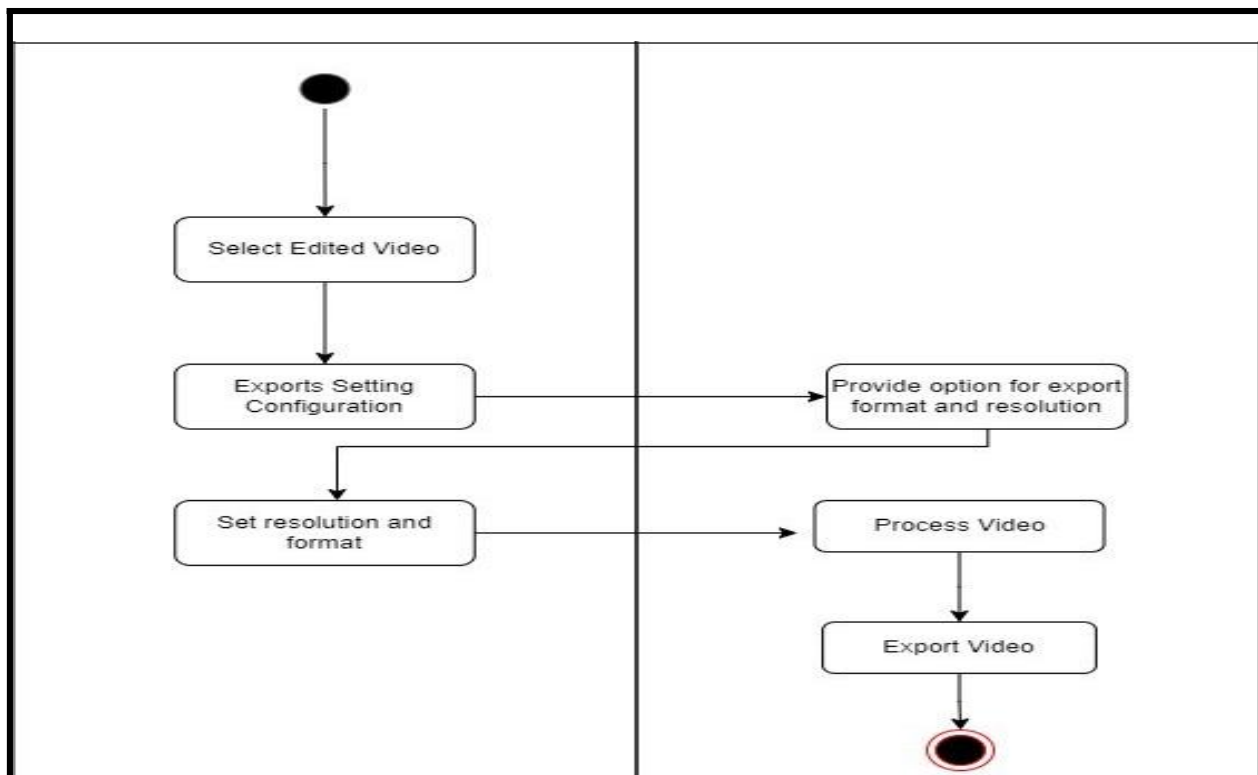 Select Edited Video
Exports Setting
Configuration
Provide option for export
format and resolution
Set resolution and
format
Process Video
Export Video